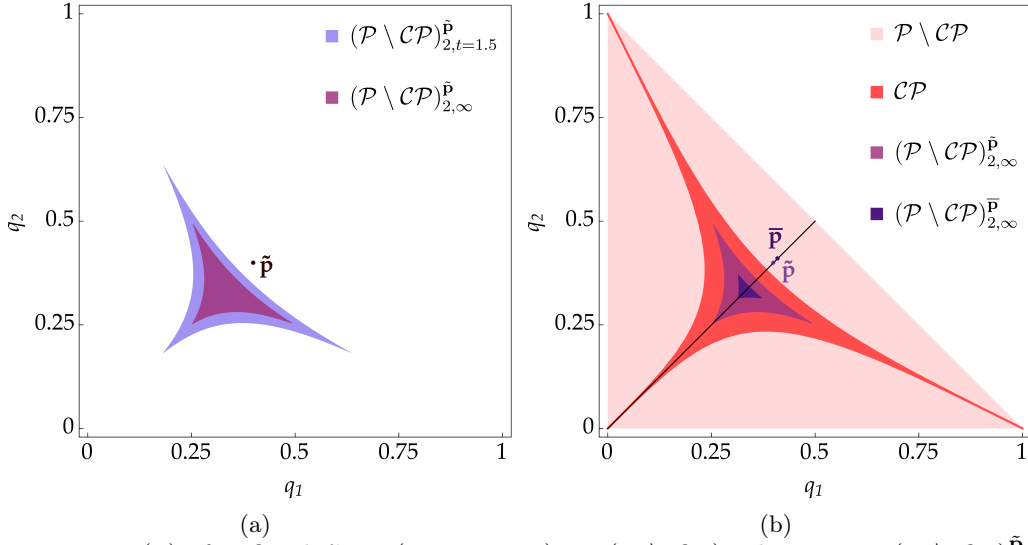 1
0.75
0.5
0.25
0
q₂
(𝒫 \ 𝒞𝒫)^p̃_{2,t=1.5}
(𝒫 \ 𝒞𝒫)^p̃_{2,∞}
p̃
0 0.25 0.5 0.75 1
q₁
(a)
1
0.75
0.5
0.25
0
q₂
𝒫 \ 𝒞𝒫
𝒞𝒫
(𝒫 \ 𝒞𝒫)^p̃_{2,∞}
(𝒫 \ 𝒞𝒫)^p̅_{2,∞}
p̅
p̃
0 0.25 0.5 0.75 1
q₁
(b)